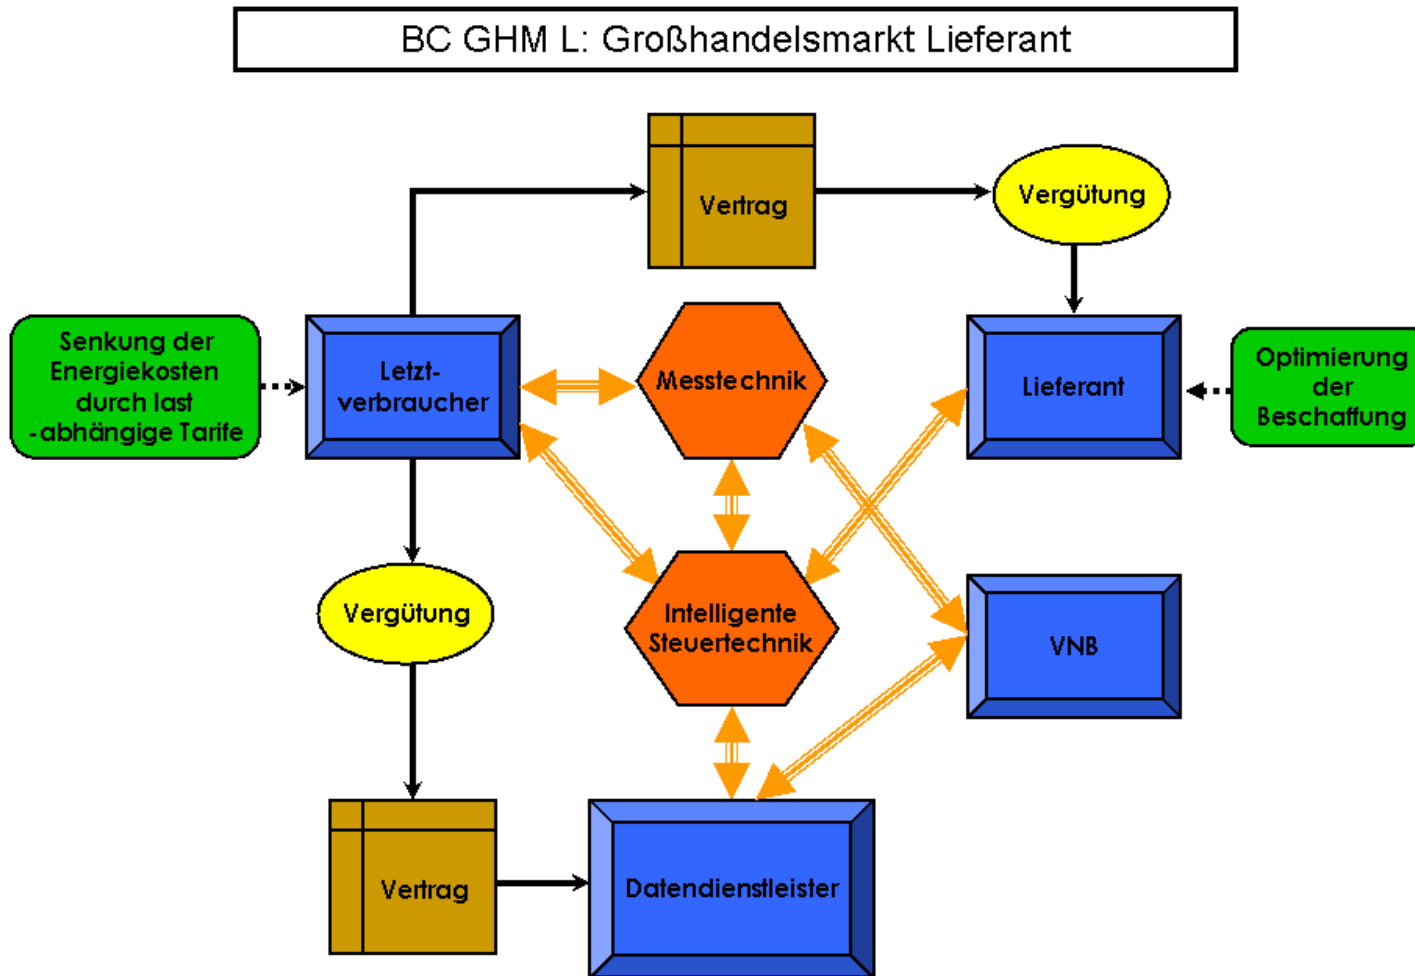 BC GHM L: Großhandelsmarkt Lieferant
Vertrag
Vergütung
Senkung der
Energiekosten
durch last
-abhängige Tarife
Letzt-
verbraucher
Messtechnik
Lieferant
Optimierung
der
Beschaffung
Vergütung
Intelligente
Steuertechnik
VNB
Vertrag
Datendienstleister